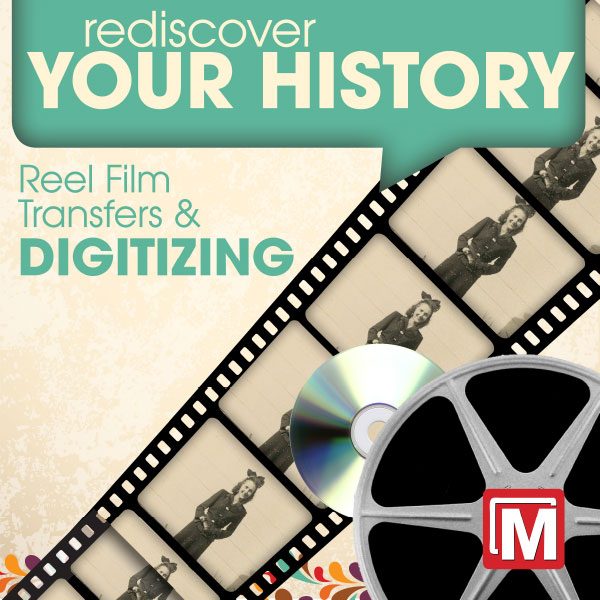 rediscover
YOUR HISTORY
Reel Film
Transfers &
DIGITIZING
M